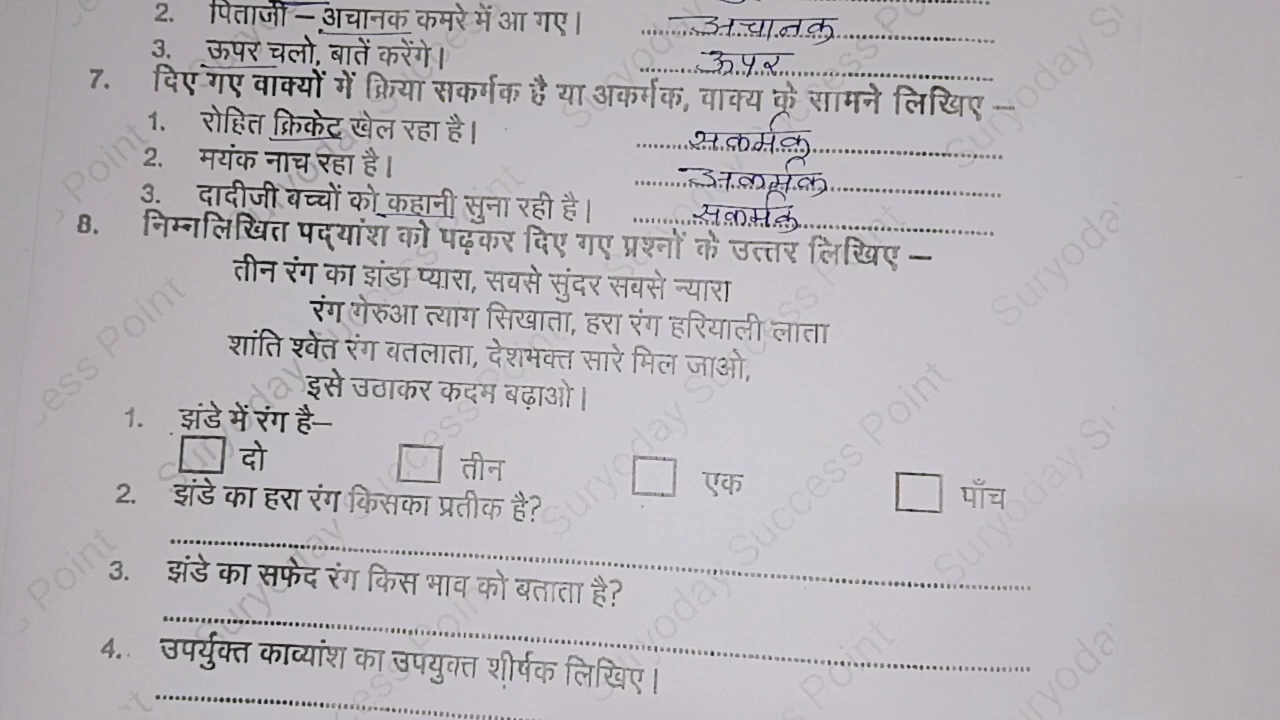 2. पिताजी – अचानक कमरे में आ गए। अचानक
3. ऊपर चलो, बातें करेंगे। ऊपर
7. दिए गए वाक्यों में क्रिया सकर्मक है या अकर्मक, वाक्य के सामने लिखिए –
1. रोहित क्रिकेट खेल रहा है। सकर्मक
2. मयंक नाच रहा है। अकर्मक
3. दादीजी बच्चों को कहानी सुना रही है। सकर्मक
8. निम्नलिखित पद्यांश को पढ़कर दिए गए प्रश्नों के उत्तर लिखिए –
तीन रंग का झंडा प्यारा, सबसे सुंदर सबसे न्यारा
रंग गेरुआ त्याग सिखाता, हरा रंग हरियाली लाता
शांति श्वेत रंग बतलाता, देशभक्त सारे मिल जाओ,
इसे उठाकर कदम बढ़ाओ।
1. झंडे में रंग है–
दो तीन एक पाँच
2. झंडे का हरा रंग किसका प्रतीक है?
3. झंडे का सफेद रंग किस भाव को बताता है?
4. उपर्युक्त काव्यांश का उपयुक्त शीर्षक लिखिए।
Suryoday Success Point